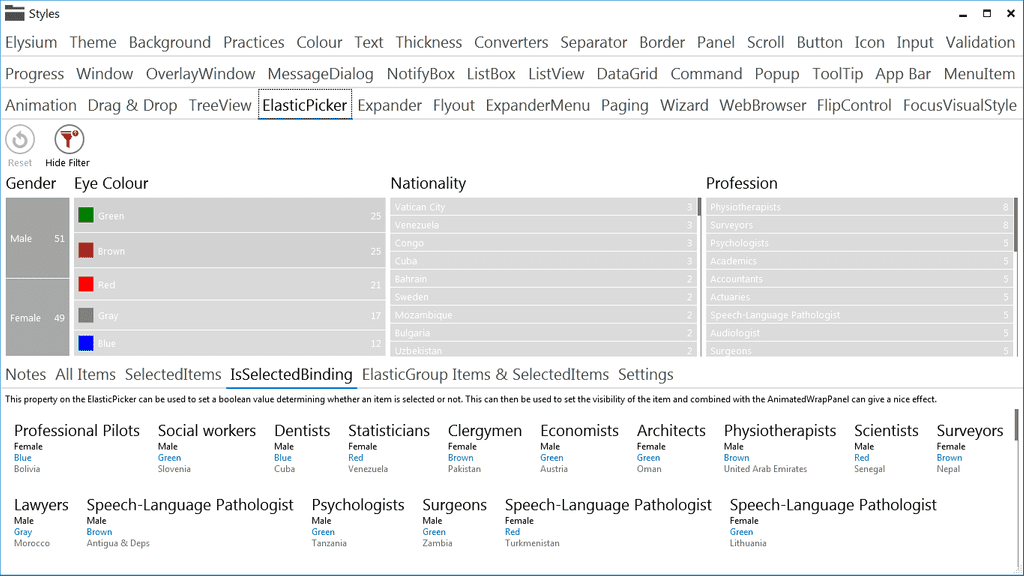 Styles
Elysium Theme Background Practices Colour Text Thickness Converters Separator Border Panel Scroll Button Icon Input Validation
Progress Window OverlayWindow MessageDialog NotifyBox ListBox ListView DataGrid Command Popup ToolTip App Bar MenuItem
Animation Drag & Drop TreeView ElasticPicker Expander Flyout ExpanderMenu Paging Wizard WebBrowser FlipControl FocusVisualStyle
Reset Hide Filter
Gender Eye Colour Nationality Profession
Male 51
Female 49
Green 25
Brown 25
Red 21
Gray 17
Blue 12
Vatican City 3
Venezuela 3
Congo 3
Cuba 3
Bahrain 2
Sweden 2
Mozambique 2
Bulgaria 2
Uzbekistan 2
Physiotherapists 8
Surveyors 8
Psychologists 5
Academics 5
Accountants 5
Actuaries 5
Speech-Language Pathologist 5
Audiologist 5
Surgeons 5
Notes All Items SelectedItems IsSelectedBinding ElasticGroup Items & SelectedItems Settings
This property on the ElasticPicker can be used to set a boolean value determining whether an item is selected or not. This can then be used to set the visibility of the item and combined with the AnimatedWrapPanel can give a nice effect.
Professional Pilots Social workers Dentists Statisticians Clergymen Economists Architects Physiotherapists Scientists Surveyors
Female Male Male Female Female Male Female Male Male Female
Blue Green Blue Red Brown Green Green Brown Red Brown
Bolivia Slovenia Cuba Venezuela Pakistan Austria Oman United Arab Emirates Senegal Nepal
Lawyers Speech-Language Pathologist Psychologists Surgeons Speech-Language Pathologist Speech-Language Pathologist
Male Male Male Male Female Female
Gray Brown Green Green Red Green
Morocco Antigua & Deps Tanzania Zambia Turkmenistan Lithuania